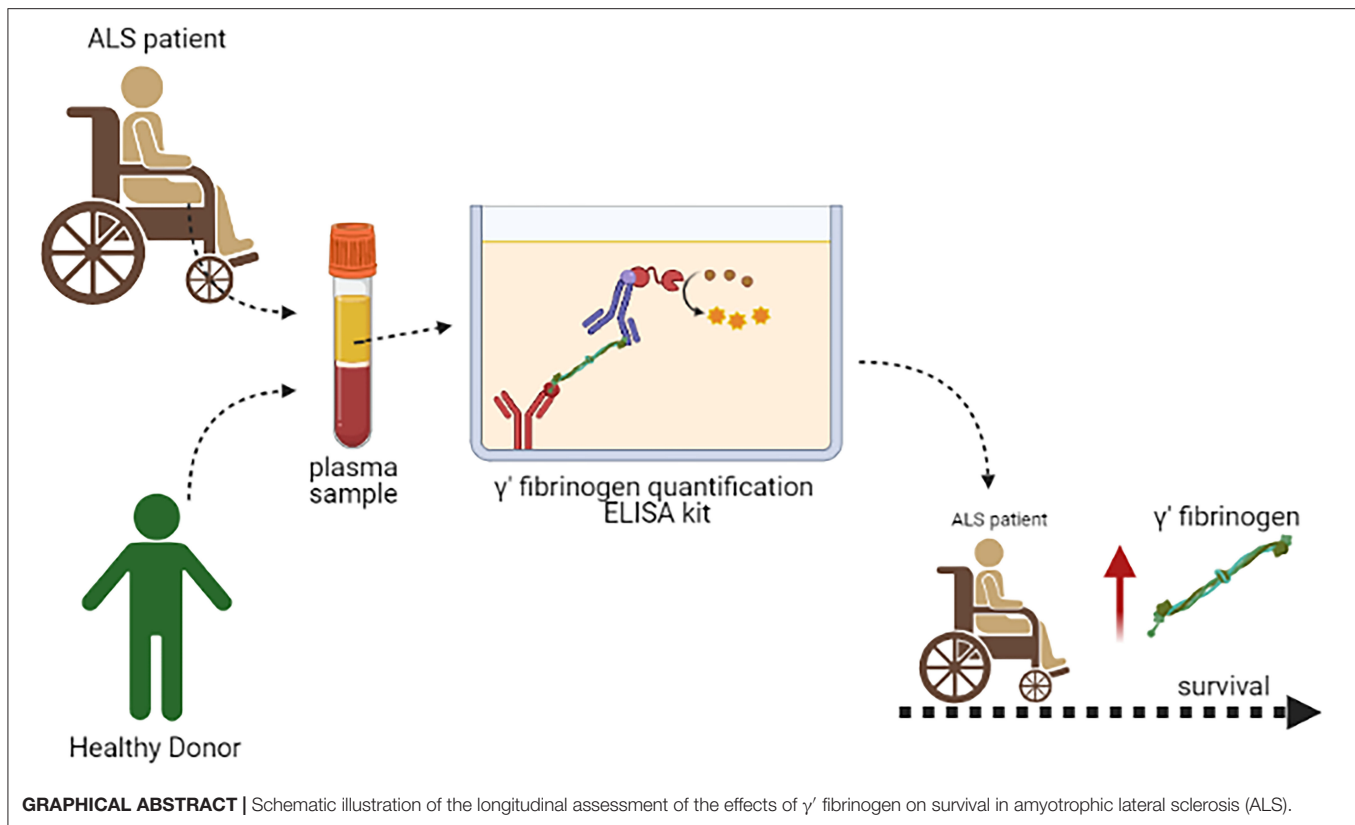 ALS patient
plasma
sample
γ' fibrinogen quantification
ELISA kit
Healthy Donor
ALS patient
γ' fibrinogen
survival
GRAPHICAL ABSTRACT | Schematic illustration of the longitudinal assessment of the effects of γ′ fibrinogen on survival in amyotrophic lateral sclerosis (ALS).